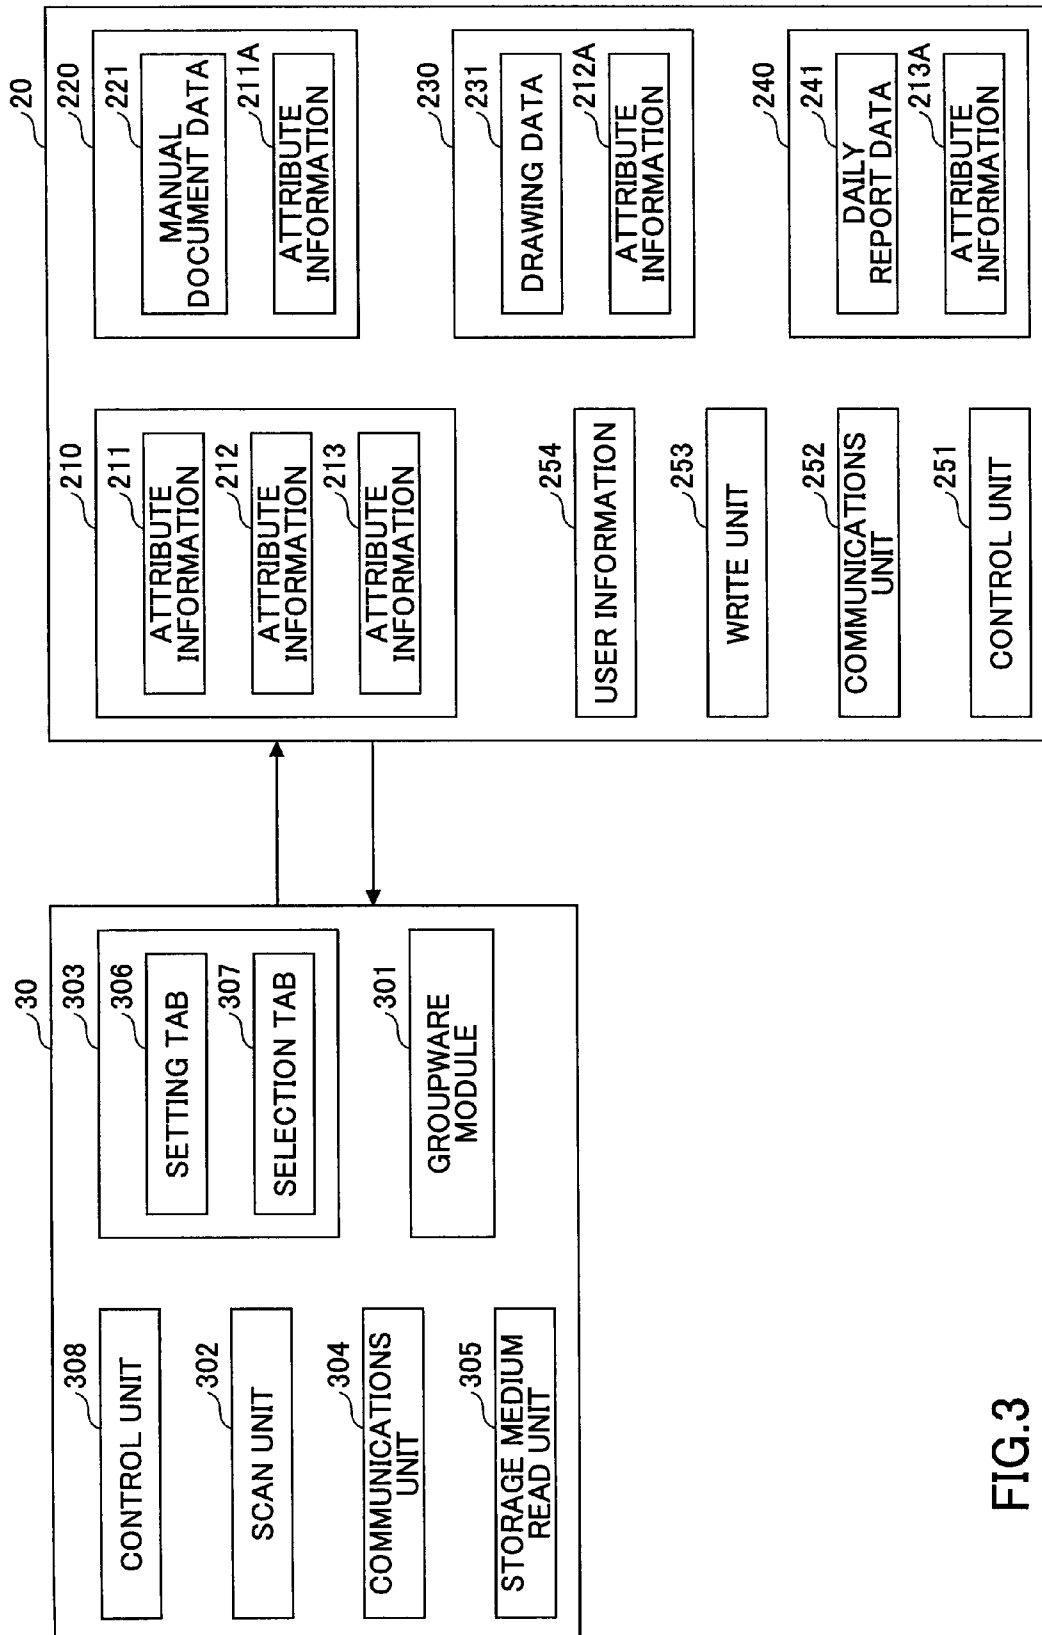 30
308
CONTROL UNIT
302
SCAN UNIT
304
COMMUNICATIONS
UNIT
305
STORAGE MEDIUM
READ UNIT
303
306
SETTING TAB
307
SELECTION TAB
301
GROUPWARE
MODULE
20
210
211
ATTRIBUTE
INFORMATION
212
ATTRIBUTE
INFORMATION
213
ATTRIBUTE
INFORMATION
254
USER INFORMATION
253
WRITE UNIT
252
COMMUNICATIONS
UNIT
251
CONTROL UNIT
220
221
MANUAL
DOCUMENT DATA
211A
ATTRIBUTE
INFORMATION
230
231
DRAWING DATA
212A
ATTRIBUTE
INFORMATION
240
241
DAILY
REPORT DATA
213A
ATTRIBUTE
INFORMATION
FIG.3